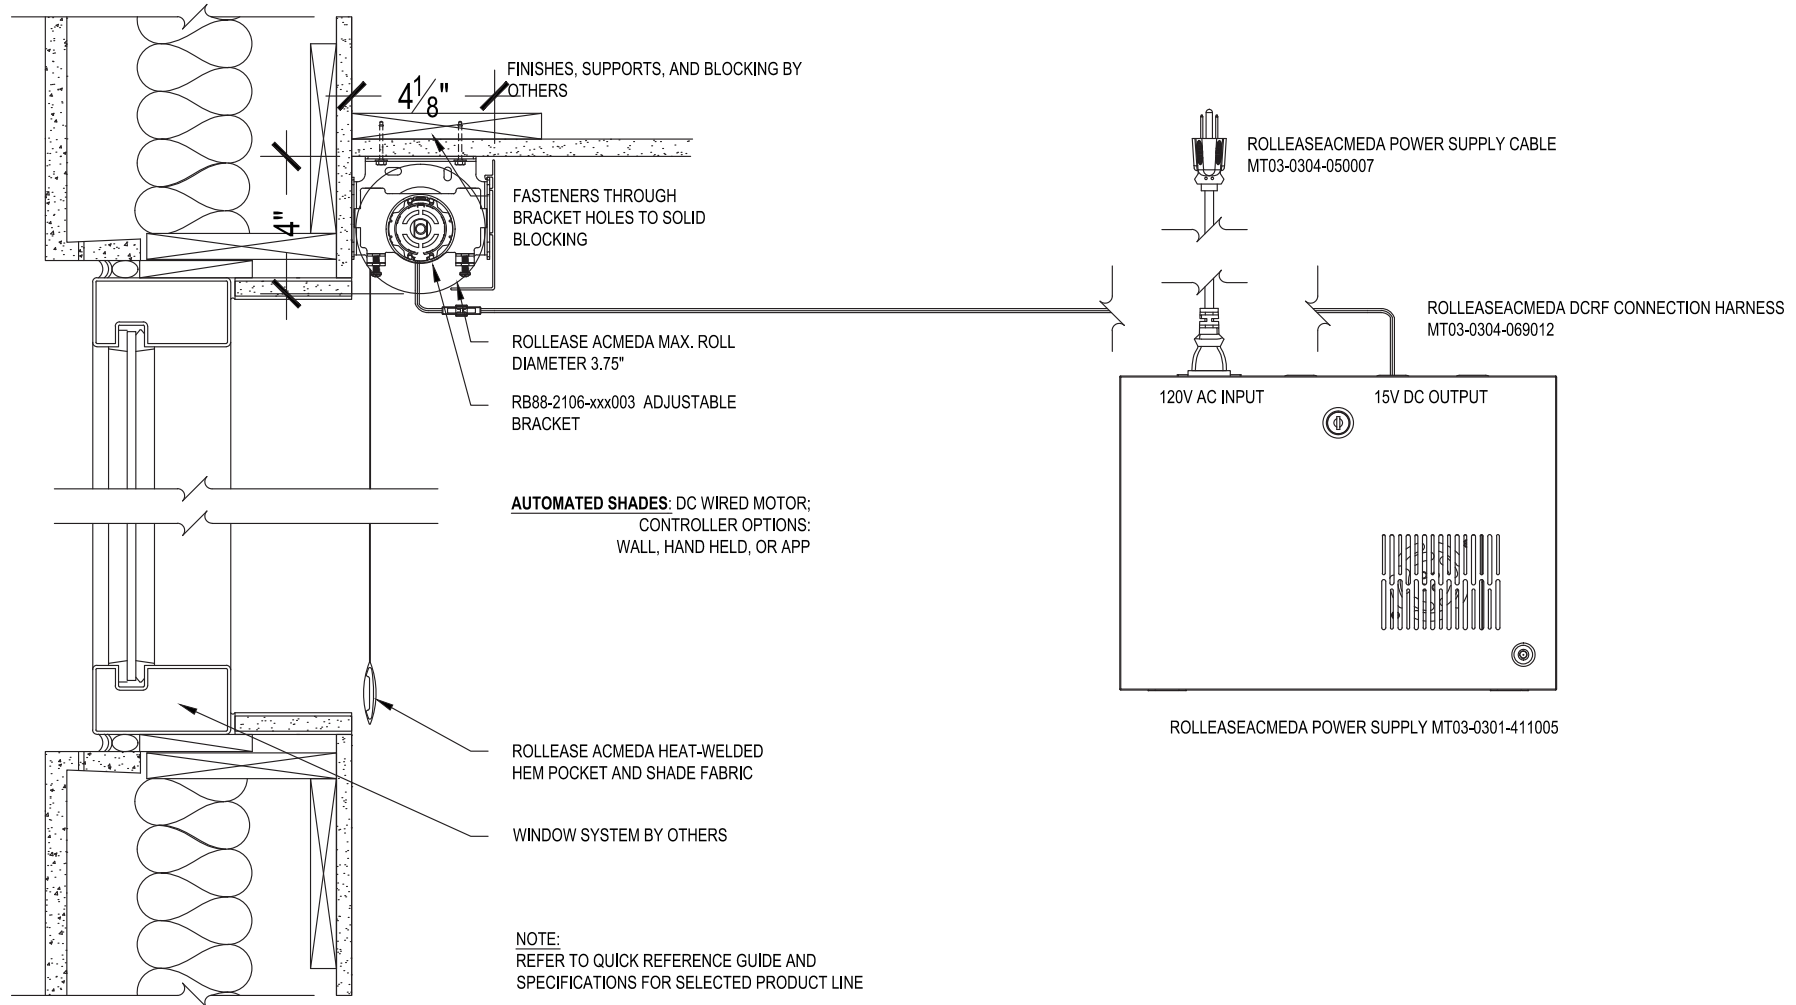 FINISHES, SUPPORTS, AND BLOCKING BY
OTHERS
4 1/8"
4"
FASTENERS THROUGH
BRACKET HOLES TO SOLID
BLOCKING
ROLLEASE ACMEDA MAX. ROLL
DIAMETER 3.75"
RB88-2106-xxx003 ADJUSTABLE
BRACKET
AUTOMATED SHADES: DC WIRED MOTOR;
CONTROLLER OPTIONS:
WALL, HAND HELD, OR APP
ROLLEASE ACMEDA HEAT-WELDED
HEM POCKET AND SHADE FABRIC
WINDOW SYSTEM BY OTHERS
NOTE:
REFER TO QUICK REFERENCE GUIDE AND
SPECIFICATIONS FOR SELECTED PRODUCT LINE
ROLLEASEACMEDA POWER SUPPLY CABLE
MT03-0304-050007
ROLLEASEACMEDA DCRF CONNECTION HARNESS
MT03-0304-069012
120V AC INPUT
15V DC OUTPUT
ROLLEASEACMEDA POWER SUPPLY MT03-0301-411005